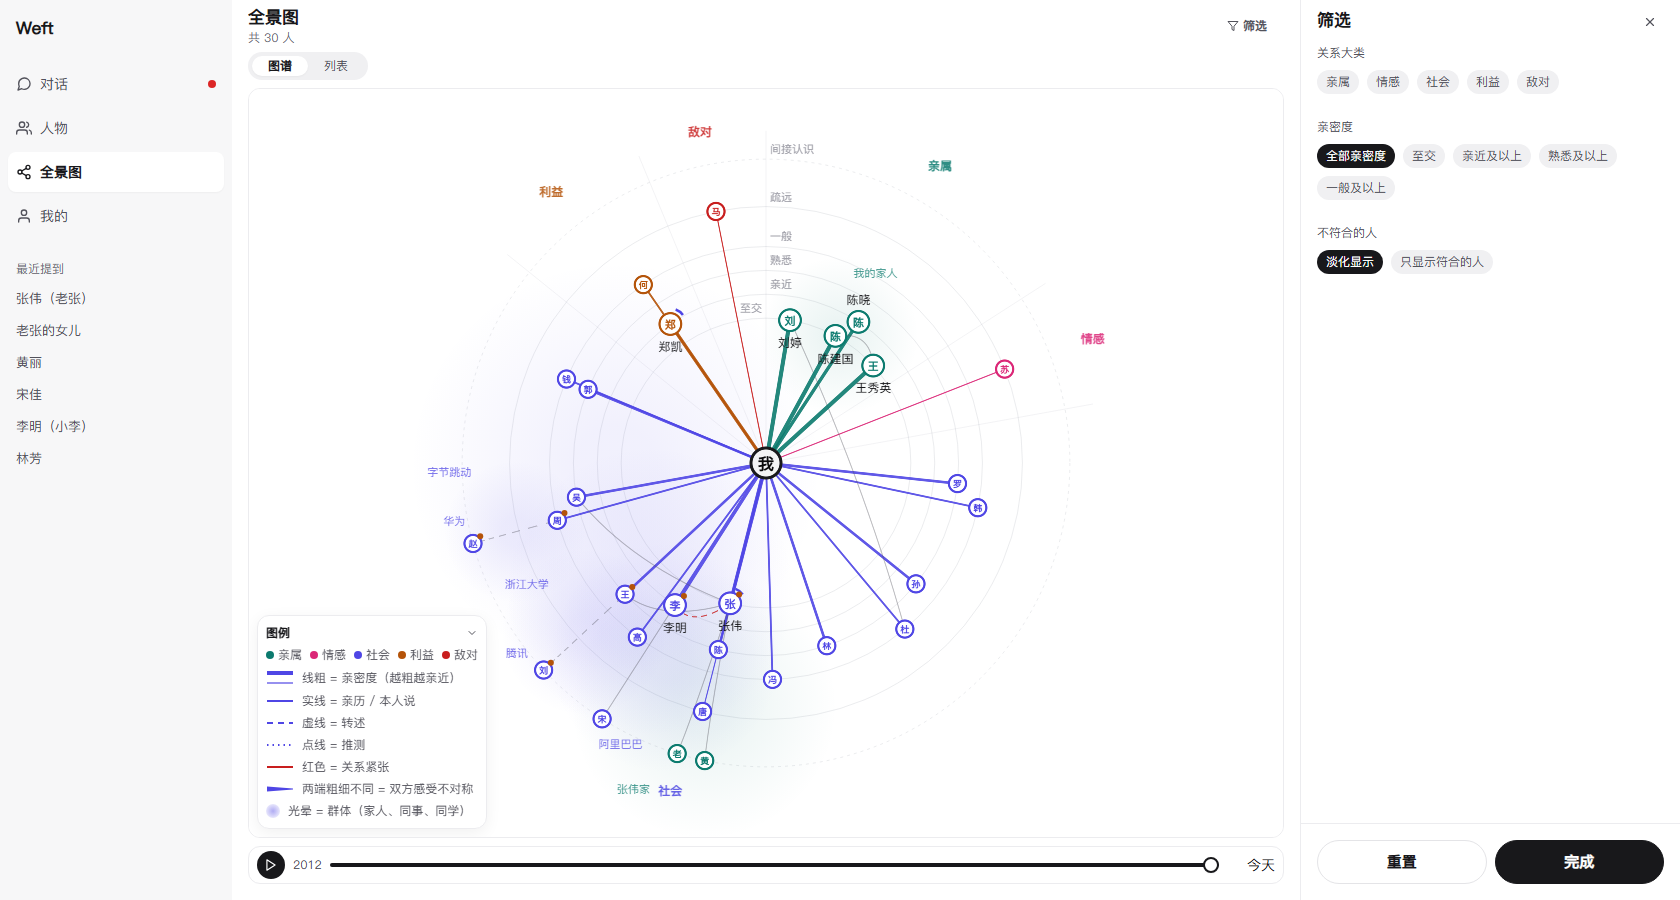 Weft
对话
人物
全景图
我的
最近提到
张伟（老张）
老张的女儿
黄丽
宋佳
李明（小李）
林芳
全景图
共 30 人
筛选
图谱
列表
敌对
间接认识
亲属
利益
疏远
马
一般
熟悉
我的家人
亲近
何
陈晓
至交
刘
陈
郑
陈
刘婷
情感
郑凯
陈建国
王
苏
钱
郭
王秀英
我
字节跳动
罗
吴
韩
华为
周
赵
浙江大学
孙
王
李
张
李明
张伟
杜
高
林
陈
腾讯
刘
冯
唐
宋
阿里巴巴
老
黄
张伟家
社会
图例
亲属 情感 社会 利益 敌对
线粗 = 亲密度（越粗越亲近）
实线 = 亲历 / 本人说
虚线 = 转述
点线 = 推测
红色 = 关系紧张
两端粗细不同 = 双方感受不对称
光晕 = 群体（家人、同事、同学）
2012
今天
筛选
关系大类
亲属 情感 社会 利益 敌对
亲密度
全部亲密度 至交 亲近及以上 熟悉及以上
一般及以上
不符合的人
淡化显示 只显示符合的人
重置 完成